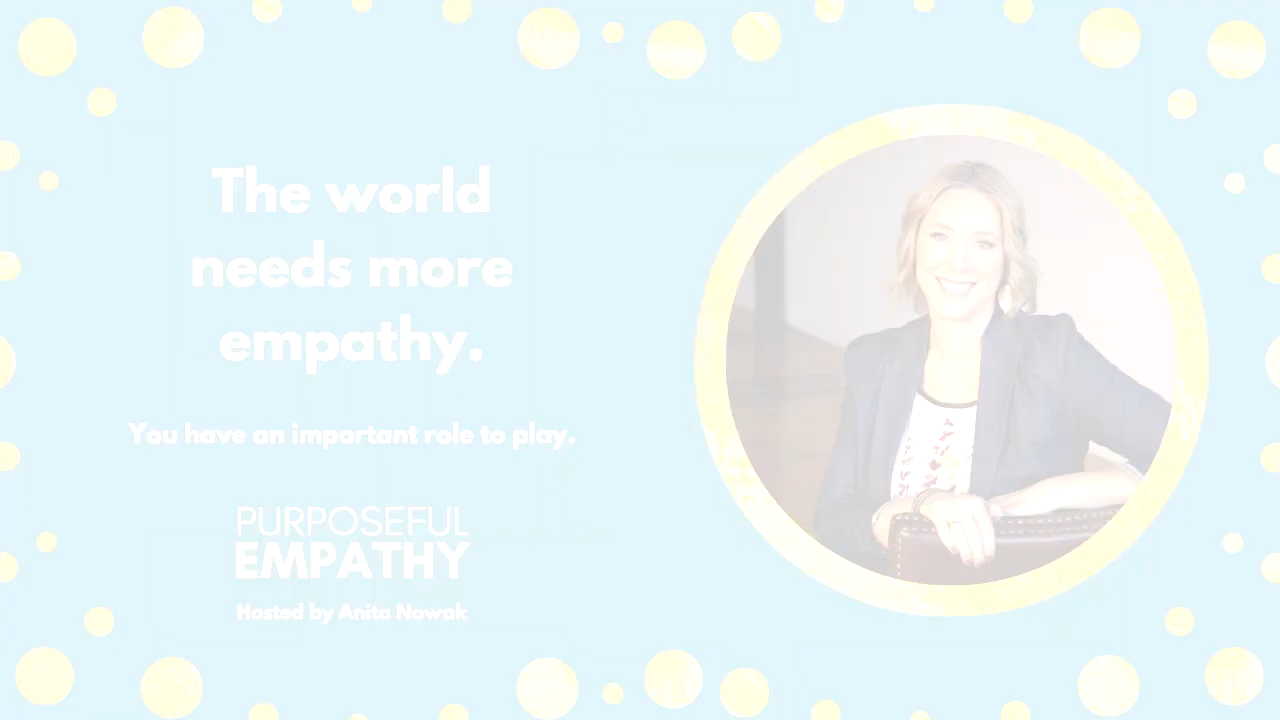 The world
needs more
empathy.
You have an important role to play.
PURPOSEFUL
EMPATHY
Hosted by Anita Nowak